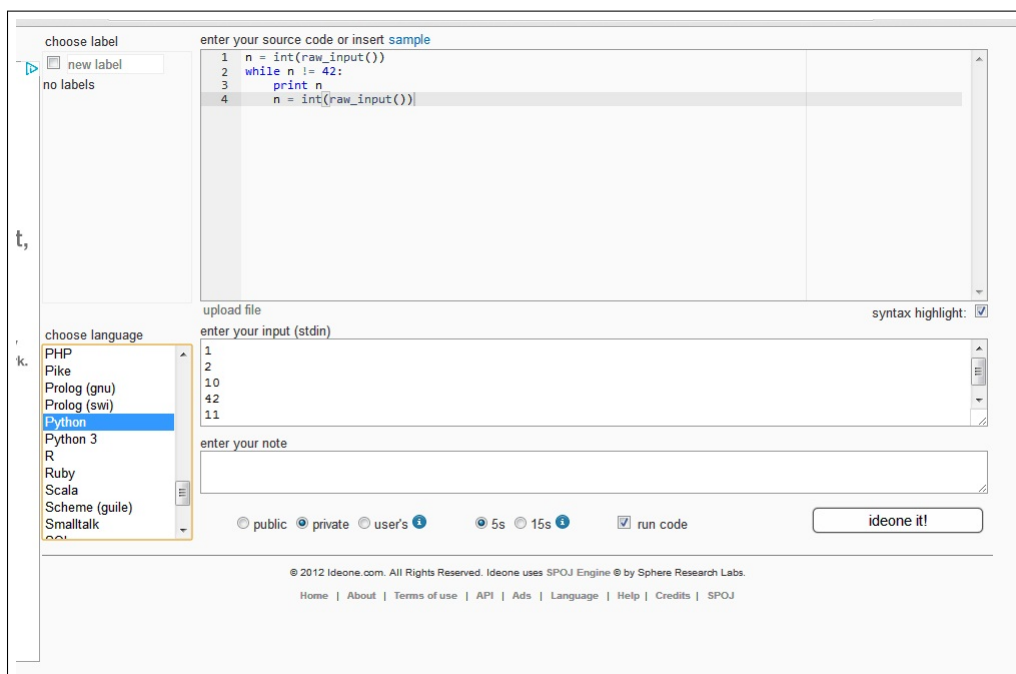 choose label
new label
no labels
t,
k.
enter your source code or insert sample
1 n = int(raw_input())
2 while n != 42:
3     print n
4     n = int(raw_input())
upload file
syntax highlight:
choose language
PHP
Pike
Prolog (gnu)
Prolog (swi)
Python
Python 3
R
Ruby
Scala
Scheme (guile)
Smalltalk
enter your input (stdin)
1
2
10
42
11
enter your note
public private user's i 5s 15s i run code
ideone it!
© 2012 Ideone.com. All Rights Reserved. Ideone uses SPOJ Engine © by Sphere Research Labs.
Home | About | Terms of use | API | Ads | Language | Help | Credits | SPOJ